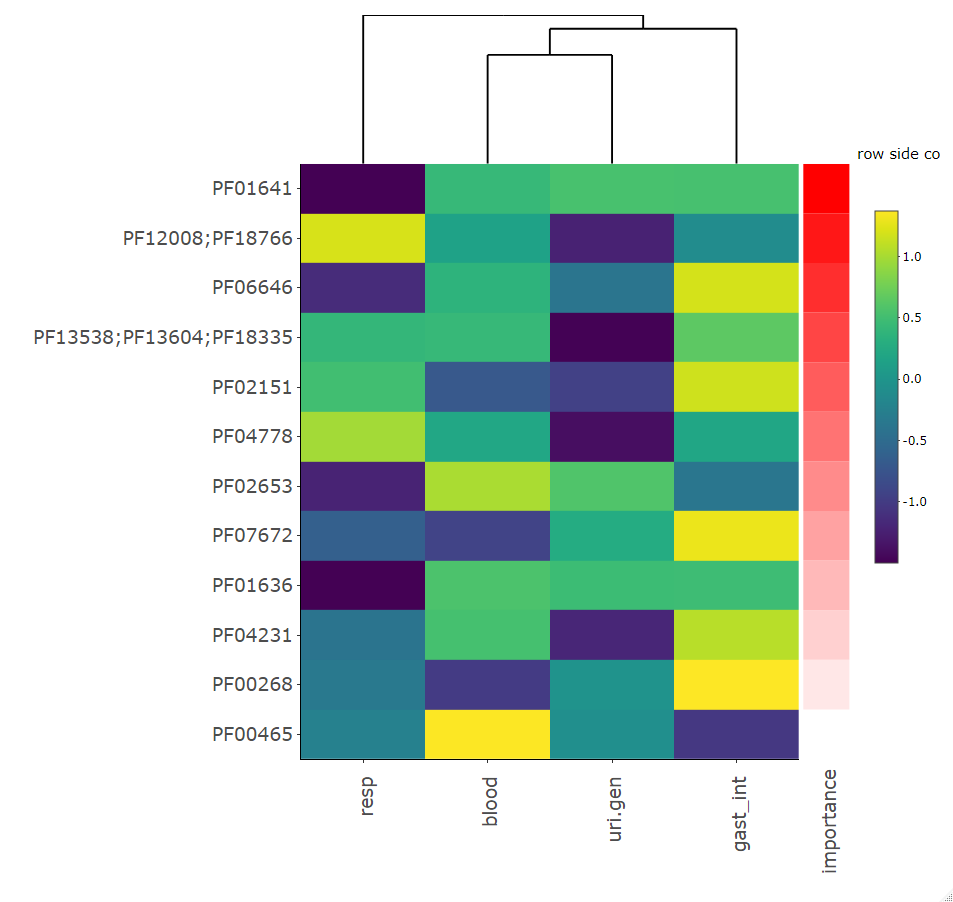 row side co
PF01641
PF12008;PF18766
PF06646
PF13538;PF13604;PF18335
PF02151
PF04778
PF02653
PF07672
PF01636
PF04231
PF00268
PF00465
1.0
0.5
0.0
-0.5
-1.0
resp
blood
uri.gen
gast_int
importance